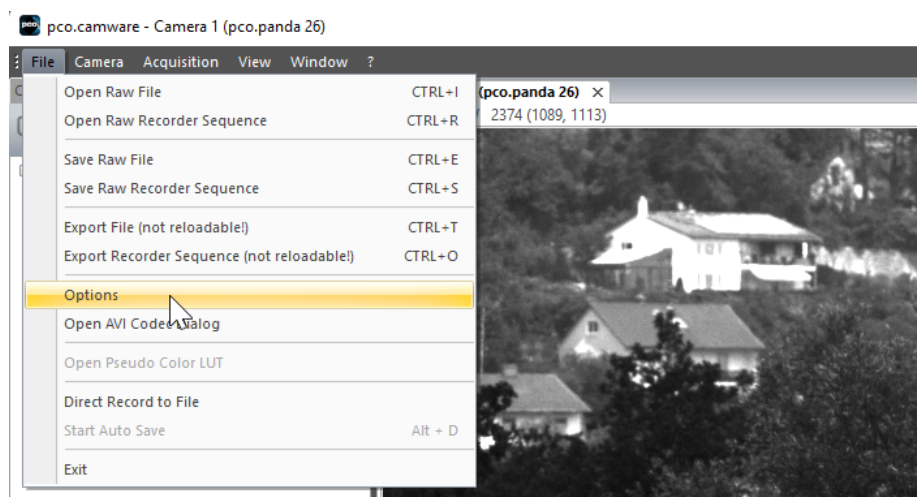 pco. pco.camware - Camera 1 (pco.panda 26)
File Camera Acquisition View Window ?
(pco.panda 26) ×
2374 (1089, 1113)
Open Raw File CTRL+I
Open Raw Recorder Sequence CTRL+R
Save Raw File CTRL+E
Save Raw Recorder Sequence CTRL+S
Export File (not reloadable!) CTRL+T
Export Recorder Sequence (not reloadable!) CTRL+O
Options
Open AVI Codec Dialog
Open Pseudo Color LUT
Direct Record to File
Start Auto Save Alt + D
Exit